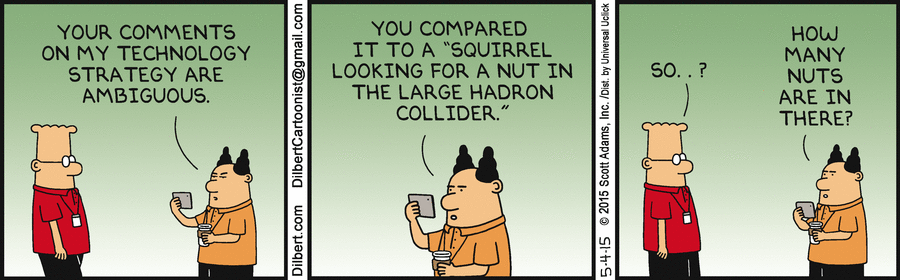 YOUR COMMENTS
ON MY TECHNOLOGY
STRATEGY ARE
AMBIGUOUS.
Dilbert.com DilbertCartoonist@gmail.com
YOU COMPARED
IT TO A "SQUIRREL
LOOKING FOR A NUT IN
THE LARGE HADRON
COLLIDER."
5-4-15 © 2015 Scott Adams, Inc. /Dist. by Universal Uclick
SO. . ?
HOW
MANY
NUTS
ARE IN
THERE?